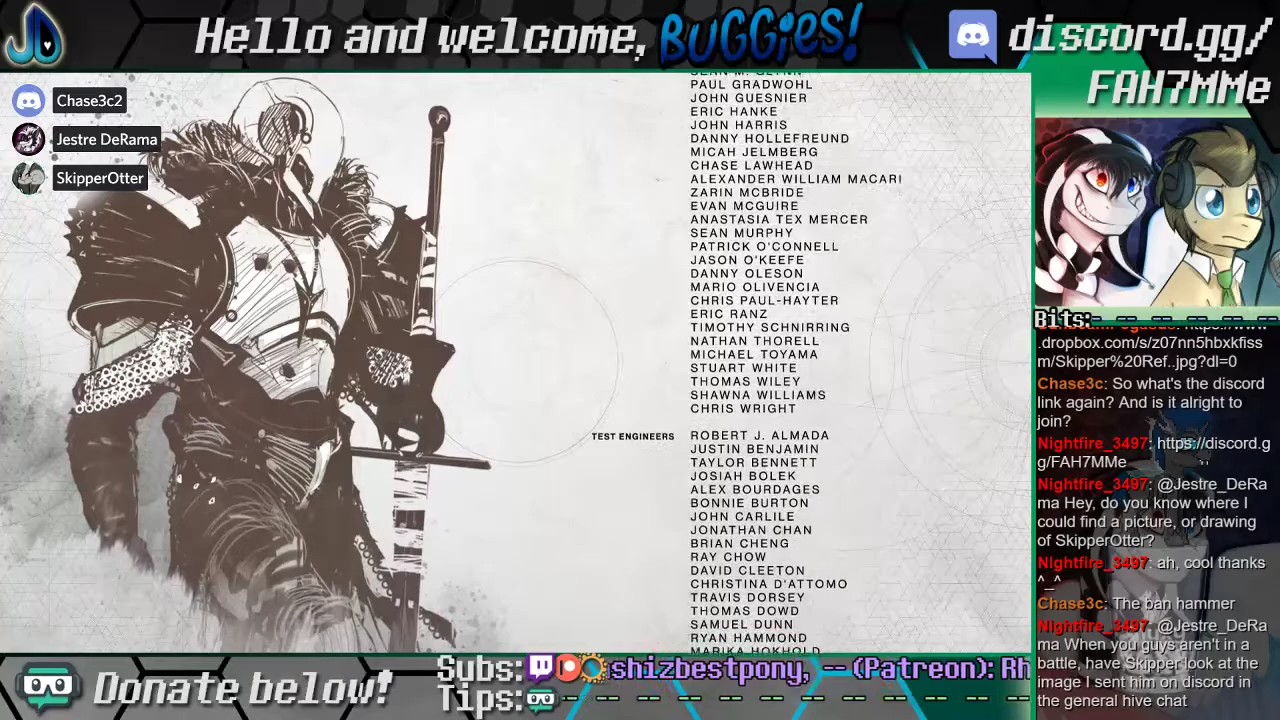 Hello and welcome, BUGGIES!
discord.gg/
FAH7MMe
Chase3c2
Jestre DeRama
SkipperOtter
PAUL GRADWOHL
JOHN GUESNIER
ERIC HANKE
JOHN HARRIS
DANNY HOLLEFREUND
MICAH JELMBERG
CHASE LAWHEAD
ALEXANDER WILLIAM MACARI
ZARIN MCBRIDE
EVAN MCGUIRE
ANASTASIA TEX MERCER
SEAN MURPHY
PATRICK O'CONNELL
JASON O'KEEFE
DANNY OLESON
MARIO OLIVENCIA
CHRIS PAUL-HAYTER
ERIC RANZ
TIMOTHY SCHNIRRING
NATHAN THORELL
MICHAEL TOYAMA
STUART WHITE
THOMAS WILEY
SHAWNA WILLIAMS
CHRIS WRIGHT
TEST ENGINEERS ROBERT J. ALMADA
JUSTIN BENJAMIN
TAYLOR BENNETT
JOSIAH BOLEK
ALEX BOURDAGES
BONNIE BURTON
JOHN CARLILE
JONATHAN CHAN
BRIAN CHENG
RAY CHOW
DAVID CLEETON
CHRISTINA D'ATTOMO
TRAVIS DORSEY
THOMAS DOWD
SAMUEL DUNN
RYAN HAMMOND
MARIKA HOKHOLD
Bits:- -- -- -- -- --
https://www
.dropbox.com/s/z07nn5hbxkfiss
m/Skipper%20Ref..jpg?dl=0
Chase3c: So what's the discord
link again? And is it alright to
join?
Nightfire_3497: https://discord.g
g/FAH7MMe
Nightfire_3497: @Jestre_DeRa
ma Hey, do you know where I
could find a picture, or drawing
of SkipperOtter?
Nightfire_3497: ah, cool thanks
^_^
Chase3c: The ban hammer
Nightfire_3497: @Jestre_DeRa
ma When you guys aren't in a
battle, have Skipper look at the
image I sent him on discord in
the general hive chat
Donate below!
Subs: shizbestpony, -- (Patreon): Rh
Tips: -- -- -- -- -- -- -- -- --